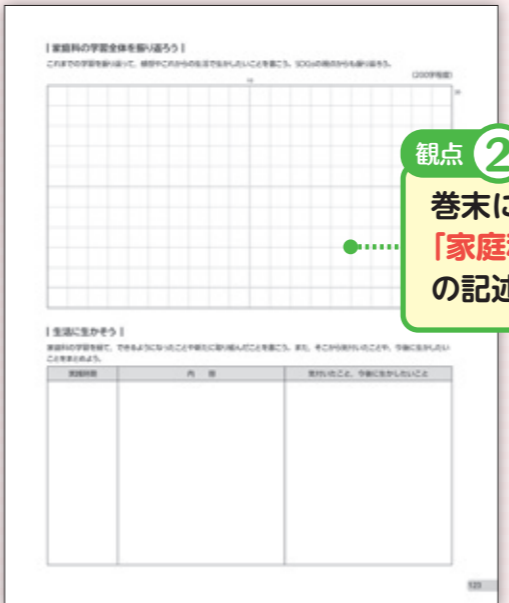 家庭科の学習全体を振り返ろう
これまでの学習を振り返って、感想やこれからの生活で生かしたいことを書こう。SDGsの視点からも振り返ろう。
(200字程度)
観点 2
巻末に
「家庭
の記述
生活に生かそう
家庭科の学習を経て、できるようになったことや新たに取り組んだことを書こう。また、そこから気付いたことや、今後に生かしたい
ことをまとめよう。
実践時期 内 容 気付いたこと、今後に生かしたいこと
123